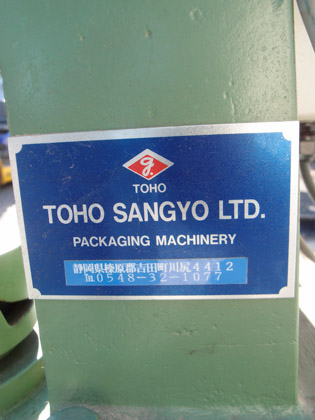 g.
TOHO
TOHO SANGYO LTD.
PACKAGING MACHINERY
静岡県榛原郡吉田町川尻4412
℡0548-32-1077